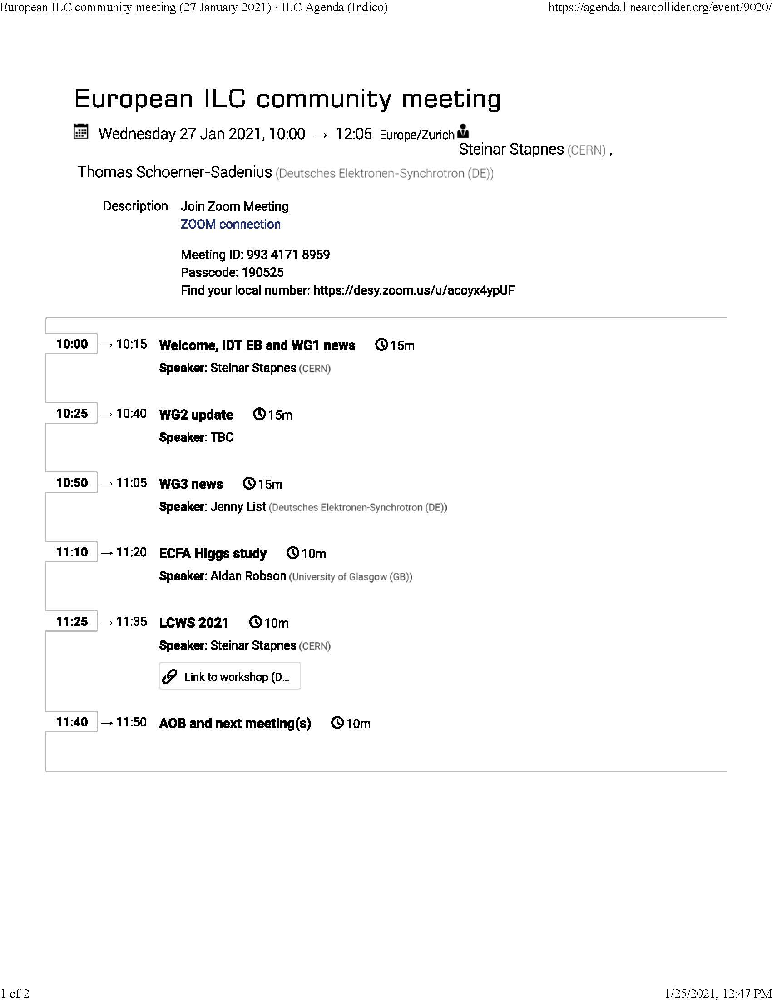 European ILC community meeting (27 January 2021) · ILC Agenda (Indico)
https://agenda.linearcollider.org/event/9020/
European ILC community meeting
Wednesday 27 Jan 2021, 10:00 → 12:05 Europe/Zurich
Steinar Stapnes (CERN) ,
Thomas Schoerner-Sadenius (Deutsches Elektronen-Synchrotron (DE))
Description Join Zoom Meeting
ZOOM connection
Meeting ID: 993 4171 8959
Passcode: 190525
Find your local number: https://desy.zoom.us/u/acoyx4ypUF
10:00 → 10:15 Welcome, IDT EB and WG1 news 15m
Speaker: Steinar Stapnes (CERN)
10:25 → 10:40 WG2 update 15m
Speaker: TBC
10:50 → 11:05 WG3 news 15m
Speaker: Jenny List (Deutsches Elektronen-Synchrotron (DE))
11:10 → 11:20 ECFA Higgs study 10m
Speaker: Aidan Robson (University of Glasgow (GB))
11:25 → 11:35 LCWS 2021 10m
Speaker: Steinar Stapnes (CERN)
Link to workshop (D...
11:40 → 11:50 AOB and next meeting(s) 10m
1 of 2
1/25/2021, 12:47 PM